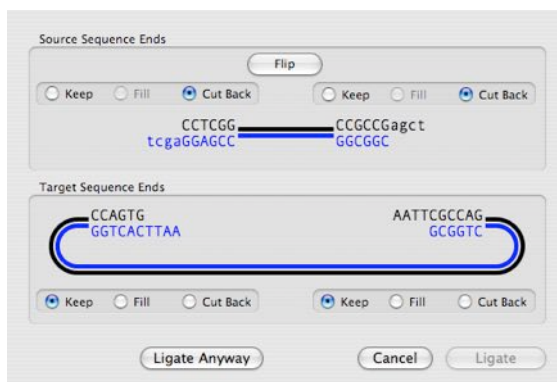 Source Sequence Ends
Flip
Keep Fill Cut Back Keep Fill Cut Back
CCTCGG CCGCCGagct
tcgaGGAGCC GGCGGC
Target Sequence Ends
CCAGTG AATTCGCCAG
GGTCACTTAA GCGGTC
Keep Fill Cut Back Keep Fill Cut Back
Ligate Anyway Cancel Ligate